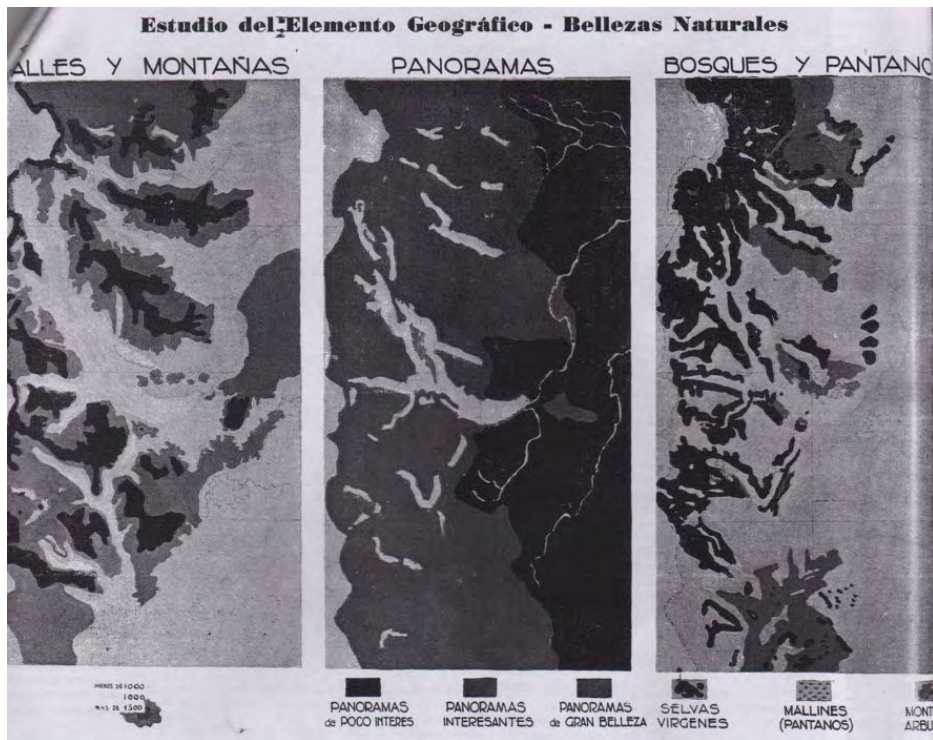 Estudio del Elemento Geográfico - Bellezas Naturales
ALLES Y MONTAÑAS
PANORAMAS
BOSQUES Y PANTANO
MENOS DE 1000
1000
MAS DE 1500
PANORAMAS
de POCO INTERES
PANORAMAS
INTERESANTES
PANORAMAS
de GRAN BELLEZA
SELVAS
VIRGENES
MALLINES
(PANTANOS)
MONT
ARBU